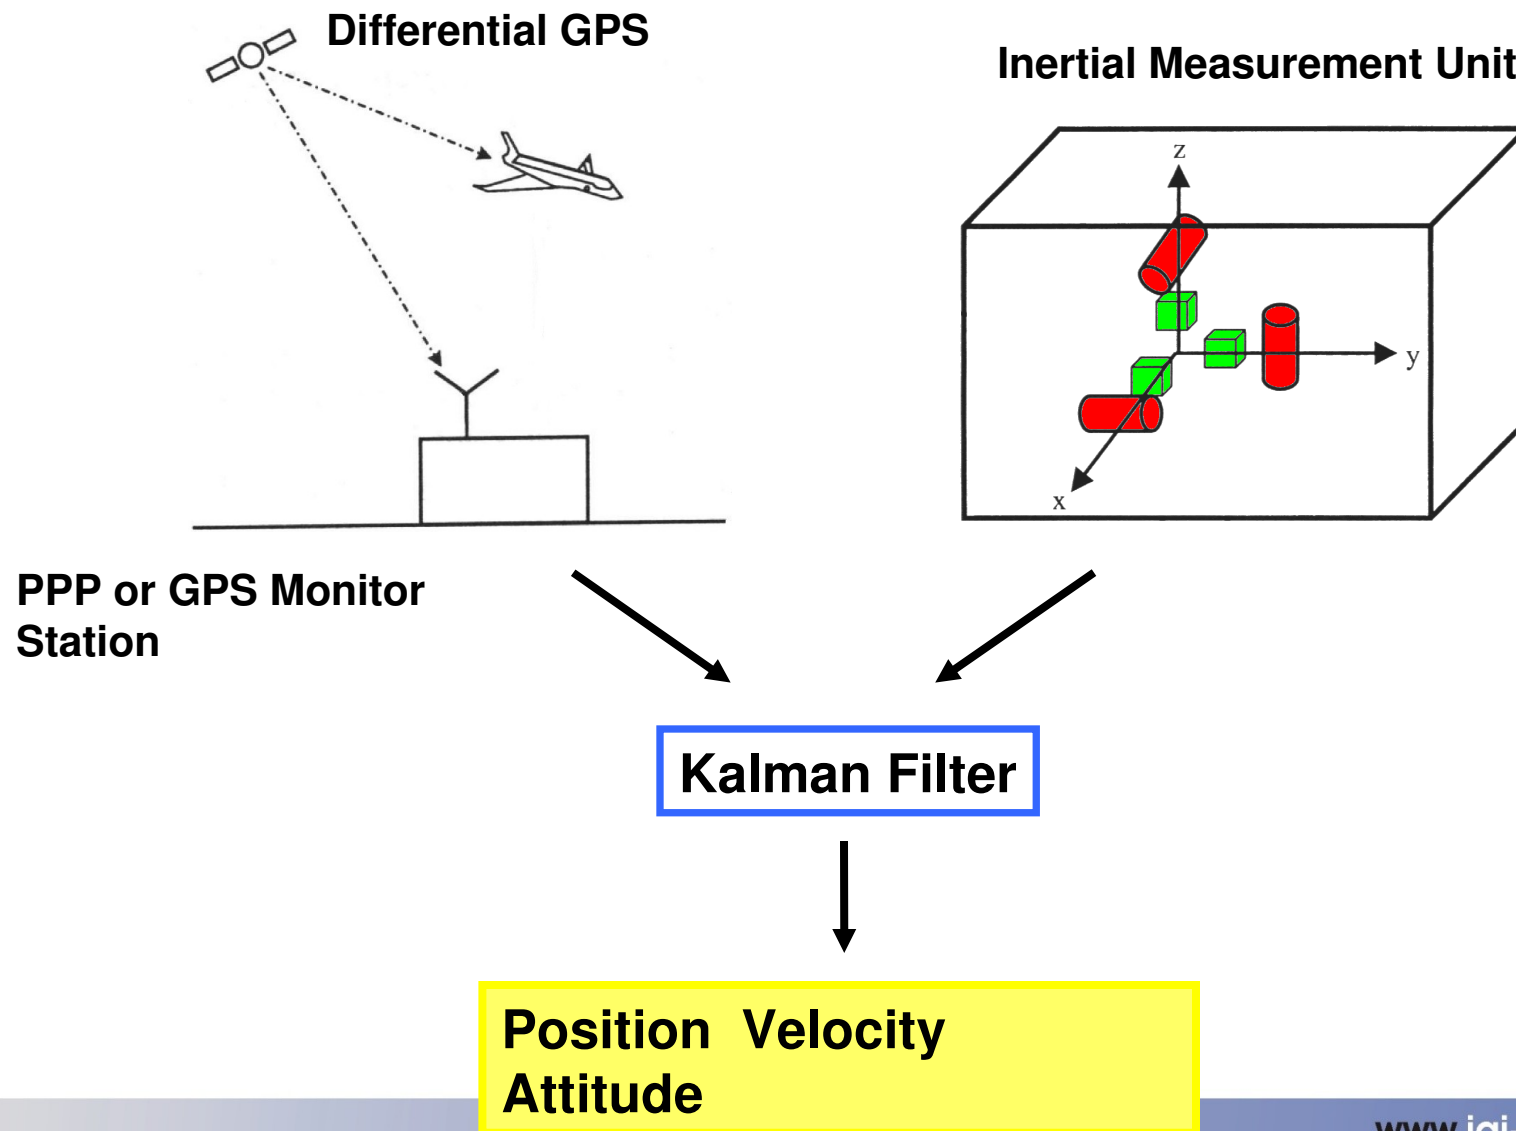 Differential GPS
Inertial Measurement Unit
z
y
x
PPP or GPS Monitor
Station
Kalman Filter
Position Velocity
Attitude